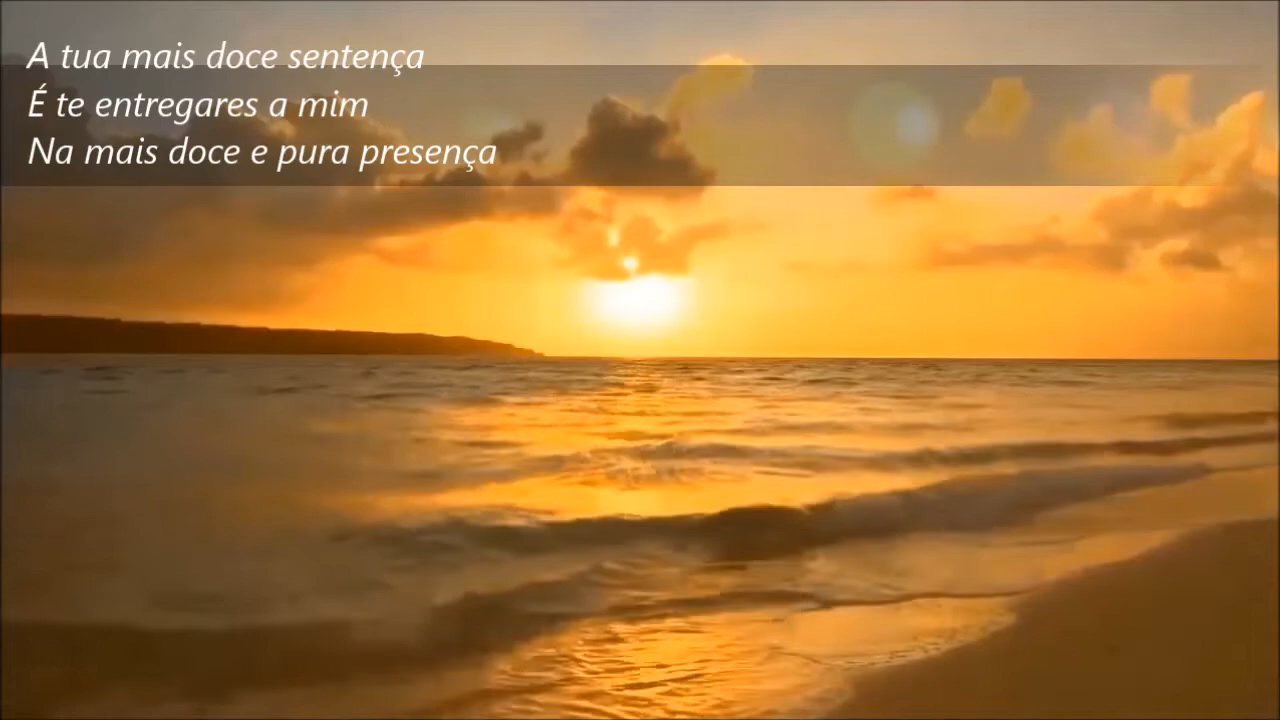 A tua mais doce sentença
É te entregares a mim
Na mais doce e pura presença